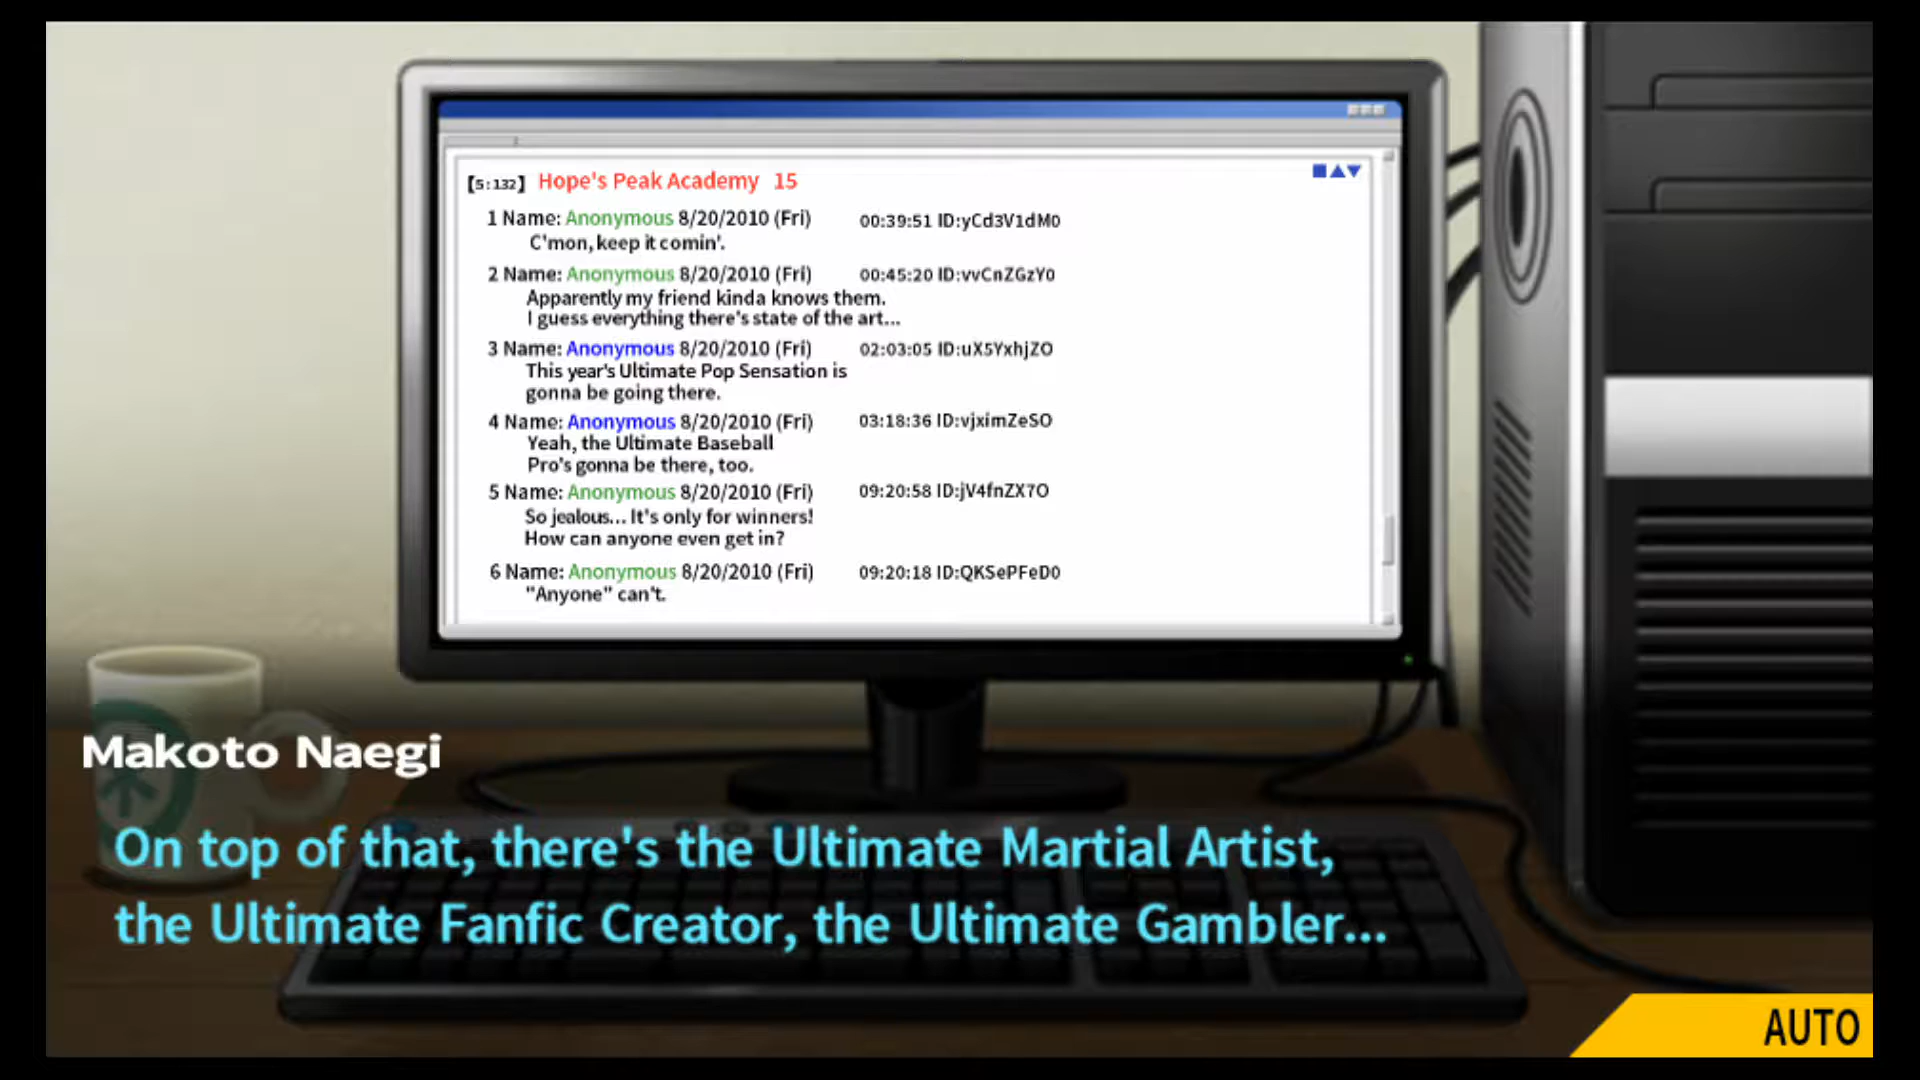 【5:132】 Hope's Peak Academy 15
1 Name: Anonymous 8/20/2010 (Fri) 00:39:51 ID:yCd3V1dM0
C'mon, keep it comin'.
2 Name: Anonymous 8/20/2010 (Fri) 00:45:20 ID:vvCnZGzY0
Apparently my friend kinda knows them.
I guess everything there's state of the art...
3 Name: Anonymous 8/20/2010 (Fri) 02:03:05 ID:uX5YxhjZO
This year's Ultimate Pop Sensation is
gonna be going there.
4 Name: Anonymous 8/20/2010 (Fri) 03:18:36 ID:vjximZeSO
Yeah, the Ultimate Baseball
Pro's gonna be there, too.
5 Name: Anonymous 8/20/2010 (Fri) 09:20:58 ID:jV4fnZX7O
So jealous... It's only for winners!
How can anyone even get in?
6 Name: Anonymous 8/20/2010 (Fri) 09:20:18 ID:QKSePFeD0
"Anyone" can't.
Makoto Naegi
On top of that, there's the Ultimate Martial Artist,
the Ultimate Fanfic Creator, the Ultimate Gambler...
AUTO